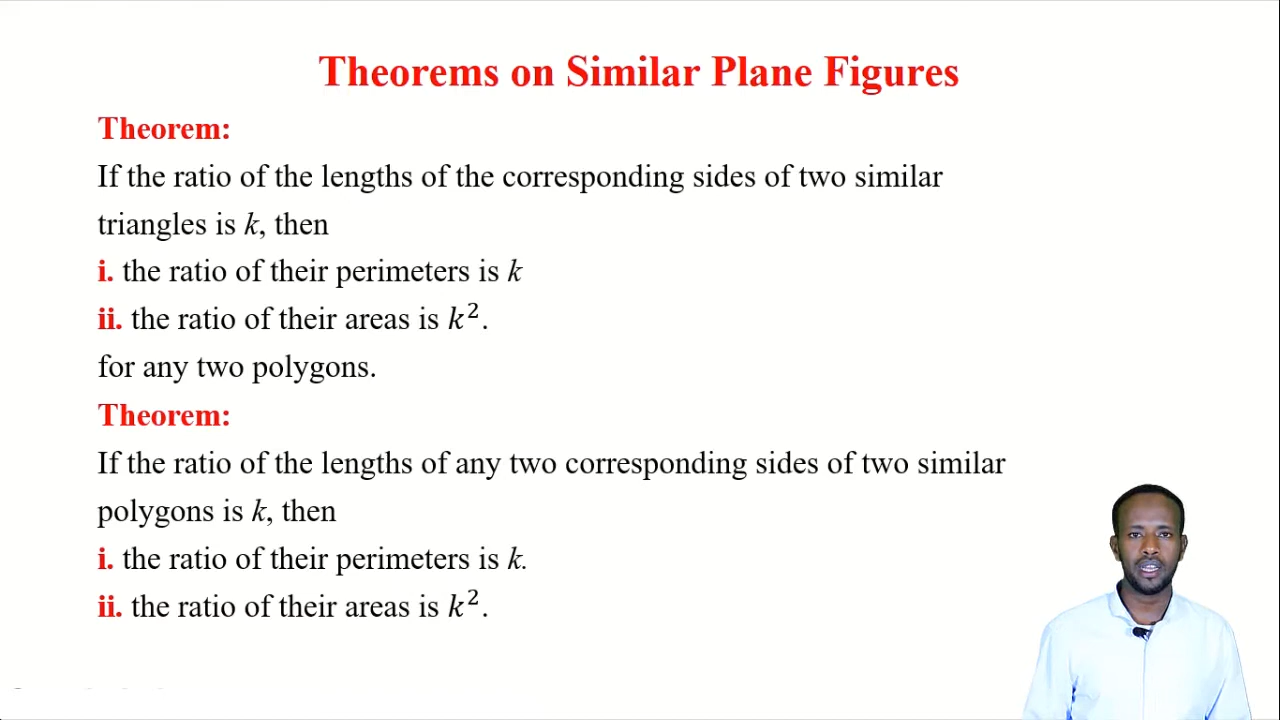 Theorems on Similar Plane Figures
Theorem:
If the ratio of the lengths of the corresponding sides of two similar
triangles is k, then
i. the ratio of their perimeters is k
ii. the ratio of their areas is k².
for any two polygons.
Theorem:
If the ratio of the lengths of any two corresponding sides of two similar
polygons is k, then
i. the ratio of their perimeters is k.
ii. the ratio of their areas is k².